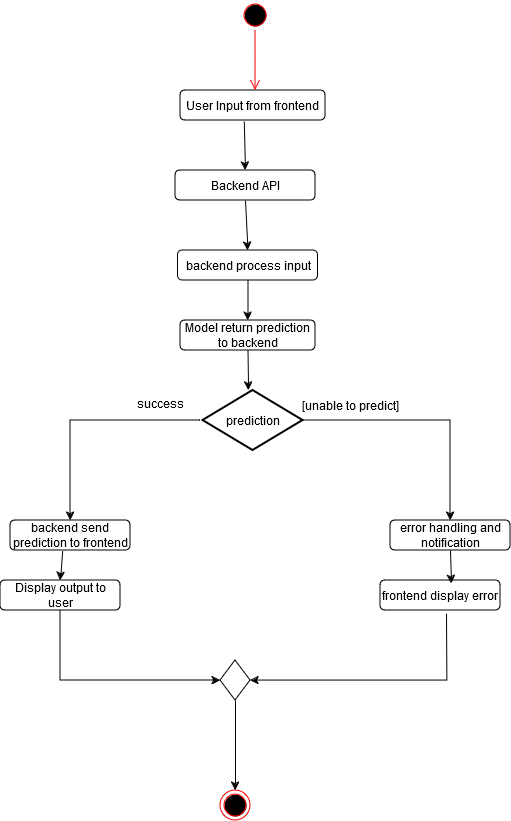 User Input from frontend
Backend API
backend process input
Model return prediction
to backend
success
[unable to predict]
prediction
backend send
prediction to frontend
error handling and
notification
Display output to
user
frontend display error